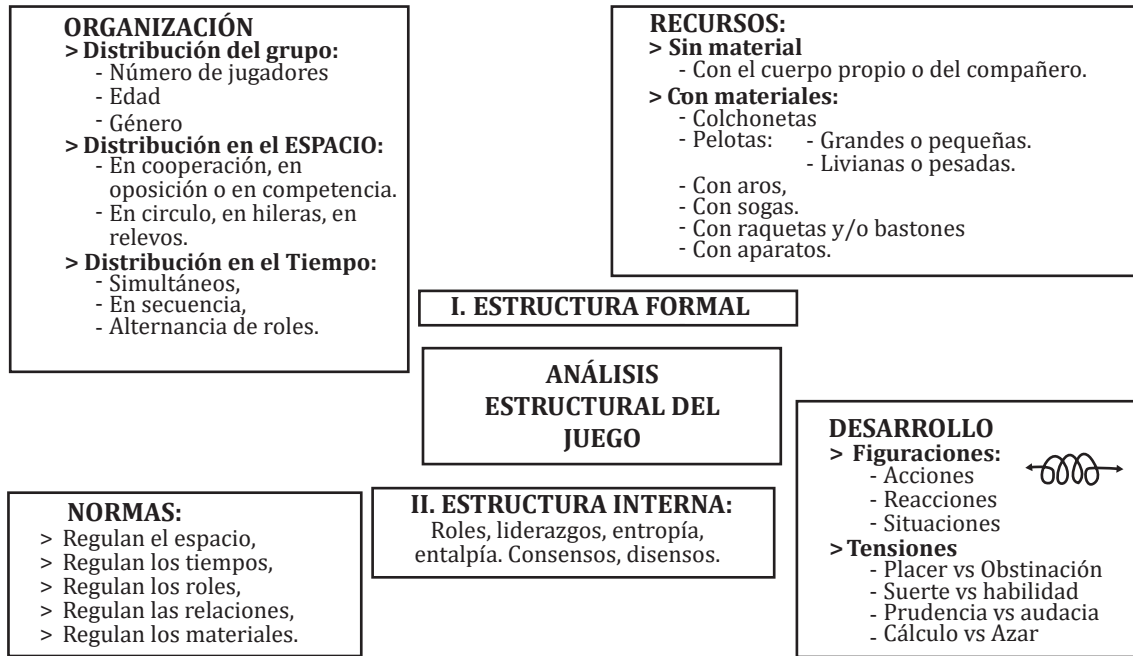 ORGANIZACIÓN
> Distribución del grupo:
- Número de jugadores
- Edad
- Género
> Distribución en el ESPACIO:
- En cooperación, en
oposición o en competencia.
- En circulo, en hileras, en
relevos.
> Distribución en el Tiempo:
- Simultáneos,
- En secuencia,
- Alternancia de roles.
RECURSOS:
> Sin material
- Con el cuerpo propio o del compañero.
> Con materiales:
- Colchonetas
- Pelotas: - Grandes o pequeñas.
- Livianas o pesadas.
- Con aros,
- Con sogas.
- Con raquetas y/o bastones
- Con aparatos.
I. ESTRUCTURA FORMAL
ANÁLISIS
ESTRUCTURAL DEL
JUEGO
II. ESTRUCTURA INTERNA:
Roles, liderazgos, entropía,
entalpía. Consensos, disensos.
NORMAS:
> Regulan el espacio,
> Regulan los tiempos,
> Regulan los roles,
> Regulan las relaciones,
> Regulan los materiales.
DESARROLLO
> Figuraciones:
- Acciones
- Reacciones
- Situaciones
> Tensiones
- Placer vs Obstinación
- Suerte vs habilidad
- Prudencia vs audacia
- Cálculo vs Azar